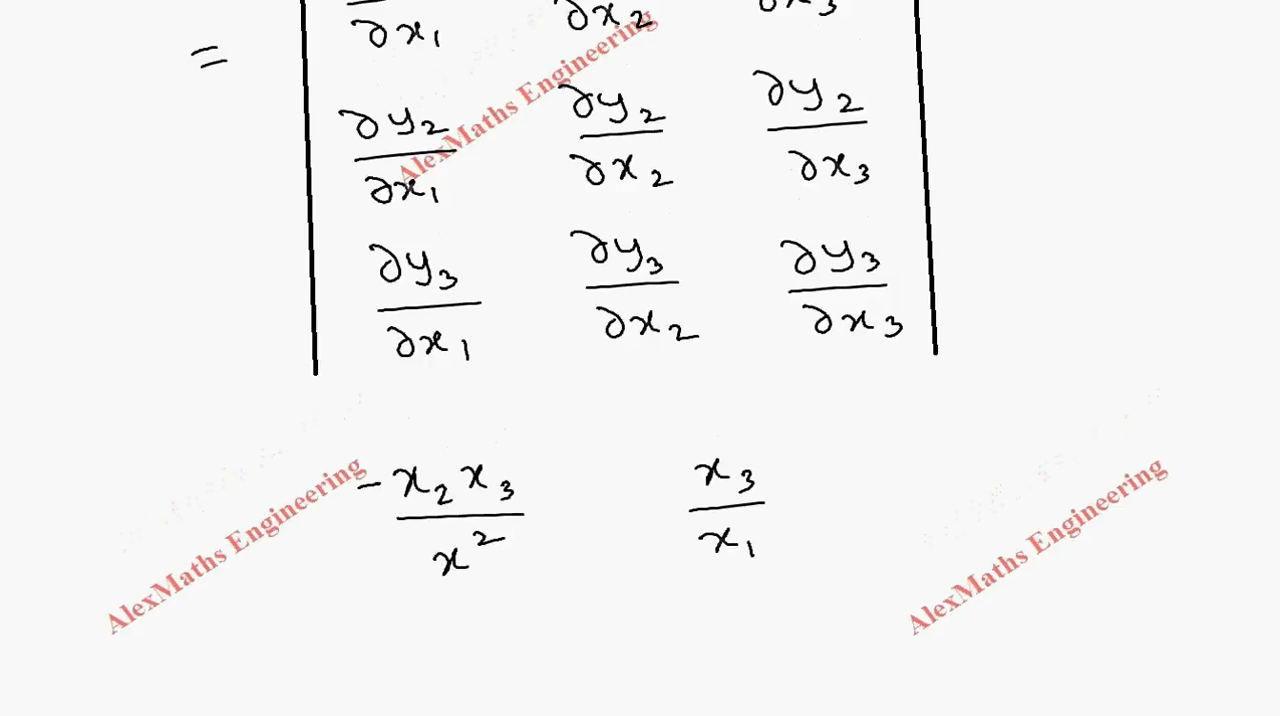 = ∂x₁ ∂x₂ ∂x₃
∂y₂/∂x₁ ∂y₂/∂x₂ ∂y₂/∂x₃
∂y₃/∂x₁ ∂y₃/∂x₂ ∂y₃/∂x₃
-x₂x₃/x² x₃/x₁
AlexMaths Engineering
AlexMaths Engineering
AlexMaths Engineering